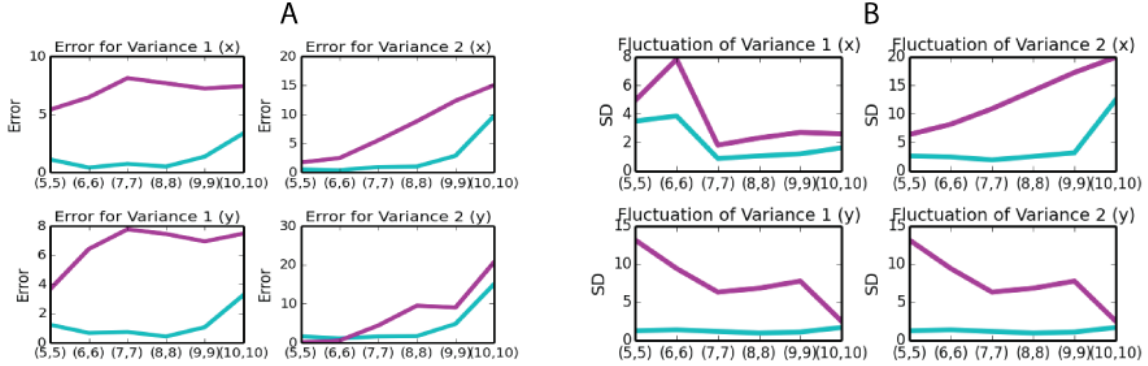 A
B
Error for Variance 1 (x)
Error
10
5
0
(5,5) (6,6) (7,7) (8,8) (9,9) (10,10)
Error for Variance 2 (x)
Error
20
15
10
5
0
(5,5) (6,6) (7,7) (8,8) (9,9) (10,10)
Fluctuation of Variance 1 (x)
SD
8
6
4
2
0
(5,5) (6,6) (7,7) (8,8) (9,9) (10,10)
Fluctuation of Variance 2 (x)
SD
20
15
10
5
0
(5,5) (6,6) (7,7) (8,8) (9,9) (10,10)
Error for Variance 1 (y)
Error
8
6
4
2
0
(5,5) (6,6) (7,7) (8,8) (9,9) (10,10)
Error for Variance 2 (y)
Error
30
20
10
0
(5,5) (6,6) (7,7) (8,8) (9,9) (10,10)
Fluctuation of Variance 1 (y)
SD
15
10
5
0
(5,5) (6,6) (7,7) (8,8) (9,9) (10,10)
Fluctuation of Variance 2 (y)
SD
15
10
5
0
(5,5) (6,6) (7,7) (8,8) (9,9) (10,10)